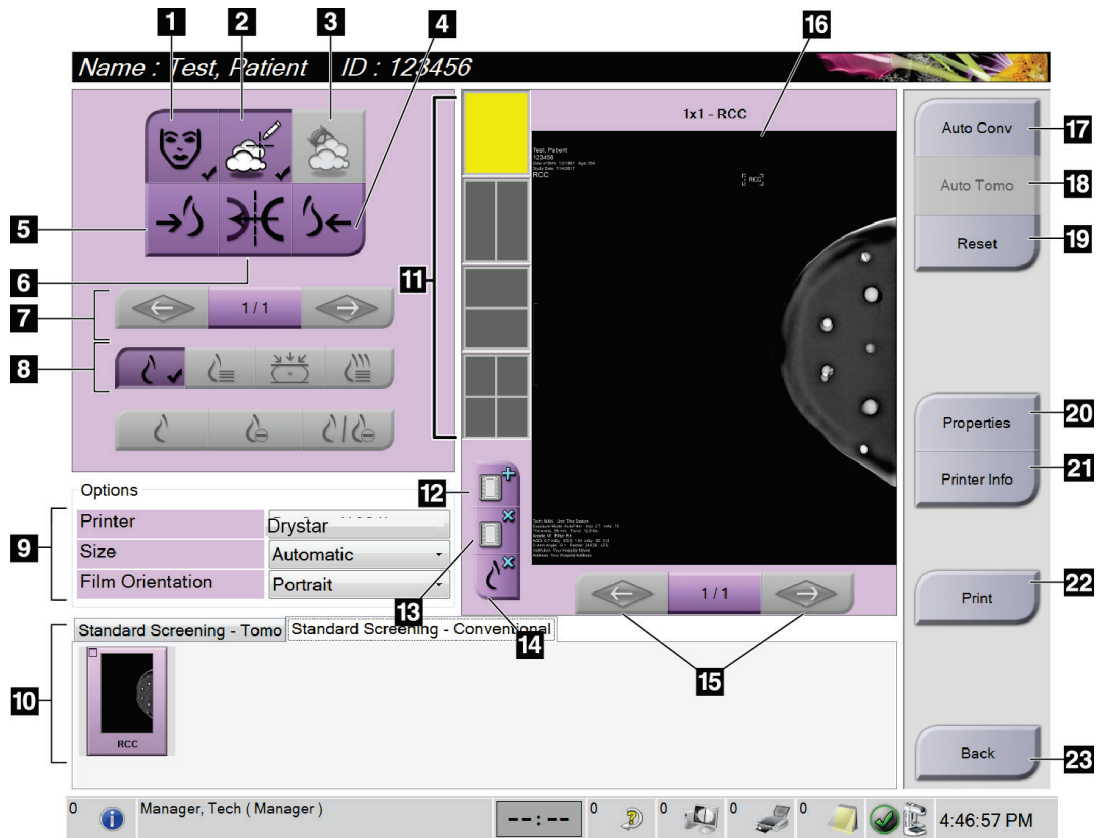 1 2 3 4 16
Name : Test, Patient ID : 123456
1x1 - RCC
Auto Conv 17
Test, Patient
123456
RCC
RCC
Auto Tomo 18
5
Reset 19
6
11
7 1 / 1
8
Properties 20
Printer Info 21
Options
12
9
Printer Drystar
Size Automatic
Film Orientation Portrait
13
14
1 / 1
15
Print 22
10
Standard Screening - Tomo Standard Screening - Conventional
RCC
Back 23
0 Manager, Tech ( Manager ) --:-- 0 0 0 0 4:46:57 PM